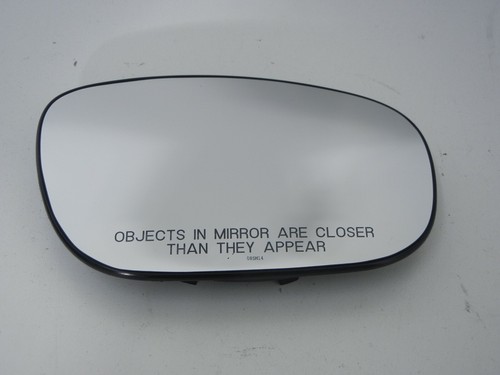 OBJECTS IN MIRROR ARE CLOSER
THAN THEY APPEAR